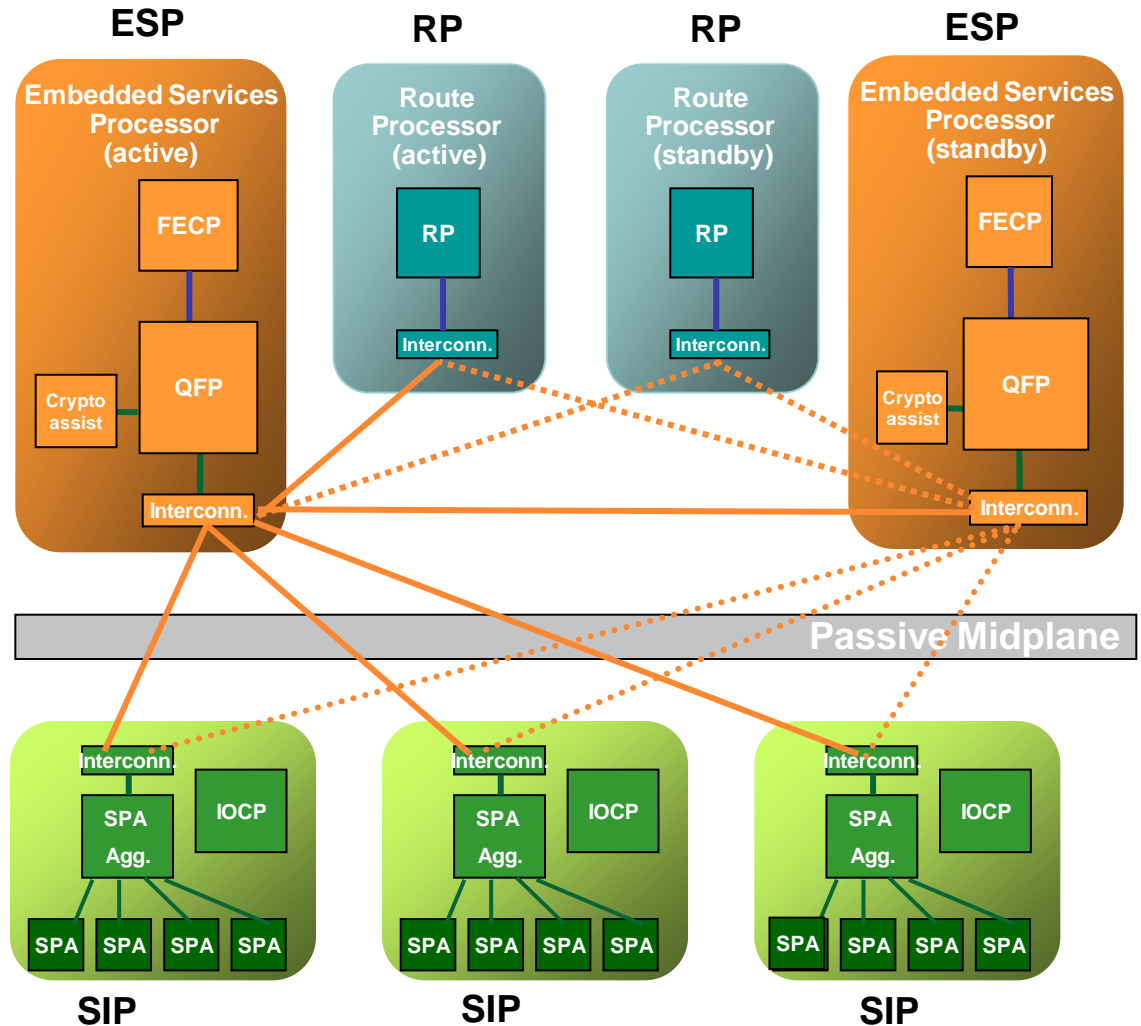 ESP
RP
RP
ESP
Embedded Services
Processor
(active)
FECP
QFP
Crypto
assist
Interconn.
Route
Processor
(active)
RP
Interconn.
Route
Processor
(standby)
RP
Interconn.
Embedded Services
Processor
(standby)
FECP
QFP
Crypto
assist
Interconn.
Passive Midplane
Interconn.
SPA
Agg.
IOCP
SPA
SPA
SPA
SPA
SIP
Interconn.
SPA
Agg.
IOCP
SPA
SPA
SPA
SPA
SIP
Interconn.
SPA
Agg.
IOCP
SPA
SPA
SPA
SPA
SIP